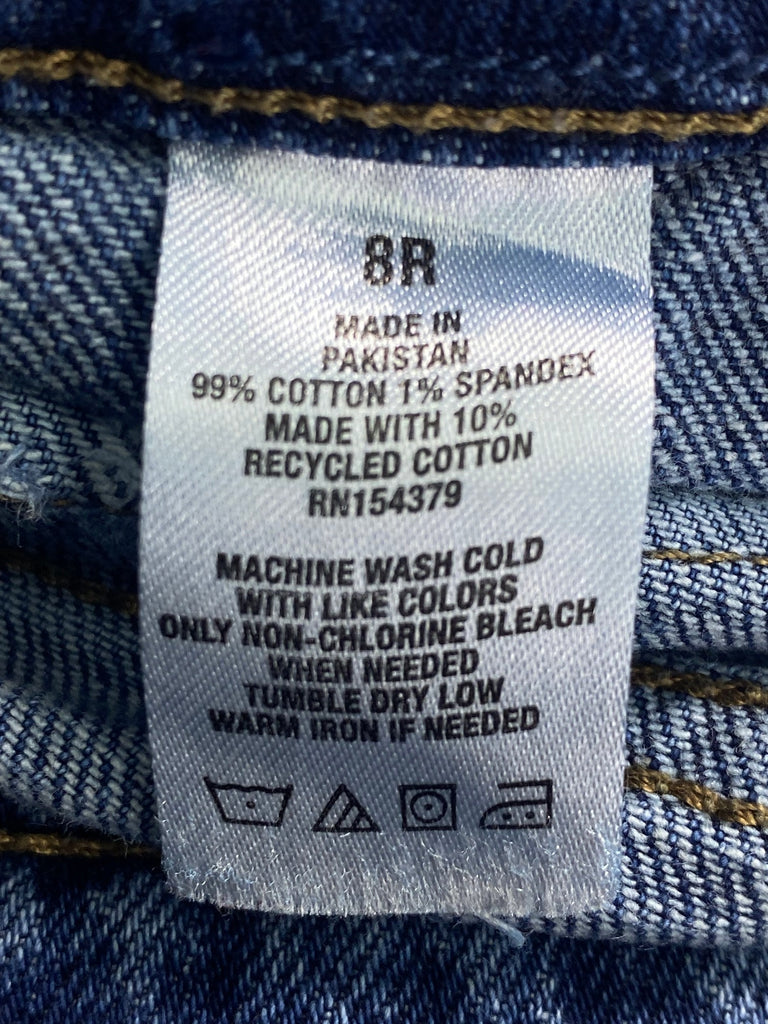 8R
MADE IN
PAKISTAN
99% COTTON 1% SPANDEX
MADE WITH 10%
RECYCLED COTTON
RN154379
MACHINE WASH COLD
WITH LIKE COLORS
ONLY NON-CHLORINE BLEACH
WHEN NEEDED
TUMBLE DRY LOW
WARM IRON IF NEEDED